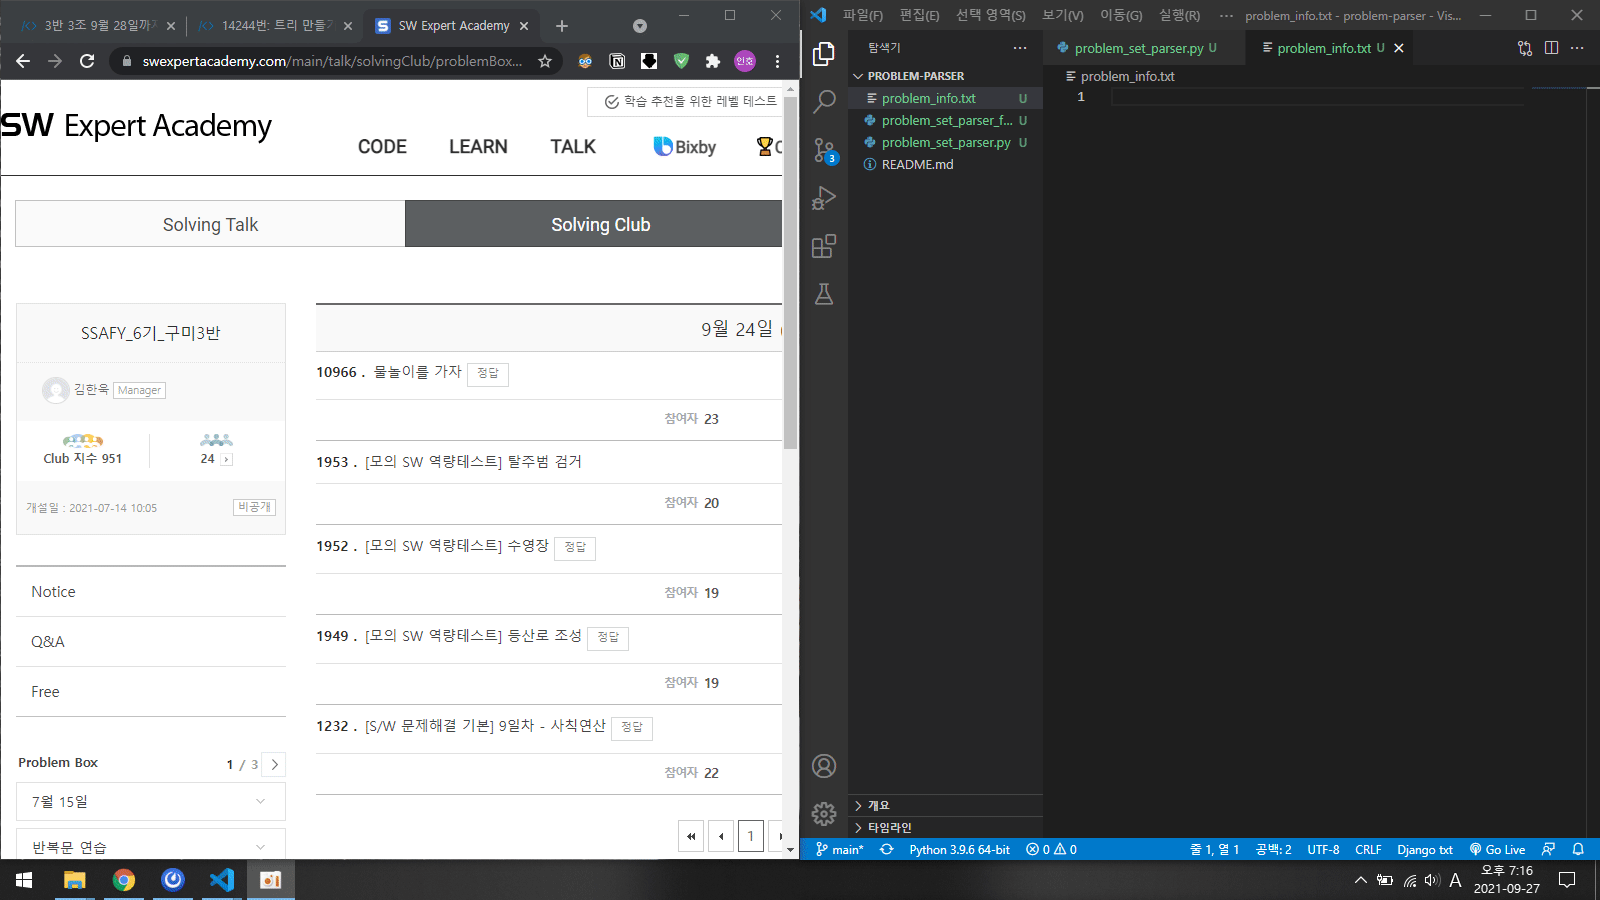 3반 3조 9월 28일까지
14244번: 트리 만들기
SW Expert Academy
swexpertacademy.com/main/talk/solvingClub/problemBox...
인호
학습 추천을 위한 레벨 테스트
SW Expert Academy
CODE
LEARN
TALK
Bixby
Solving Talk
Solving Club
SSAFY_6기_구미3반
김한욱 Manager
Club 지수 951
24
개설일 : 2021-07-14 10:05
비공개
Notice
Q&A
Free
Problem Box
1 / 3
7월 15일
반복문 연습
9월 24일 (
10966 . 물놀이를 가자 정답
참여자 23
1953 . [모의 SW 역량테스트] 탈주범 검거
참여자 20
1952 . [모의 SW 역량테스트] 수영장 정답
참여자 19
1949 . [모의 SW 역량테스트] 등산로 조성 정답
참여자 19
1232 . [S/W 문제해결 기본] 9일차 - 사칙연산 정답
참여자 22
1
파일(F) 편집(E) 선택 영역(S) 보기(V) 이동(G) 실행(R) ... problem_info.txt - problem-parser - Vis...
탐색기
PROBLEM-PARSER
problem_info.txt U
problem_set_parser_f... U
problem_set_parser.py U
README.md
3
개요
타임라인
problem_set_parser.py U
problem_info.txt U
problem_info.txt
1
main*
Python 3.9.6 64-bit
0
0
줄 1, 열 1
공백: 2
UTF-8
CRLF
Django txt
Go Live
A
오후 7:16
2021-09-27